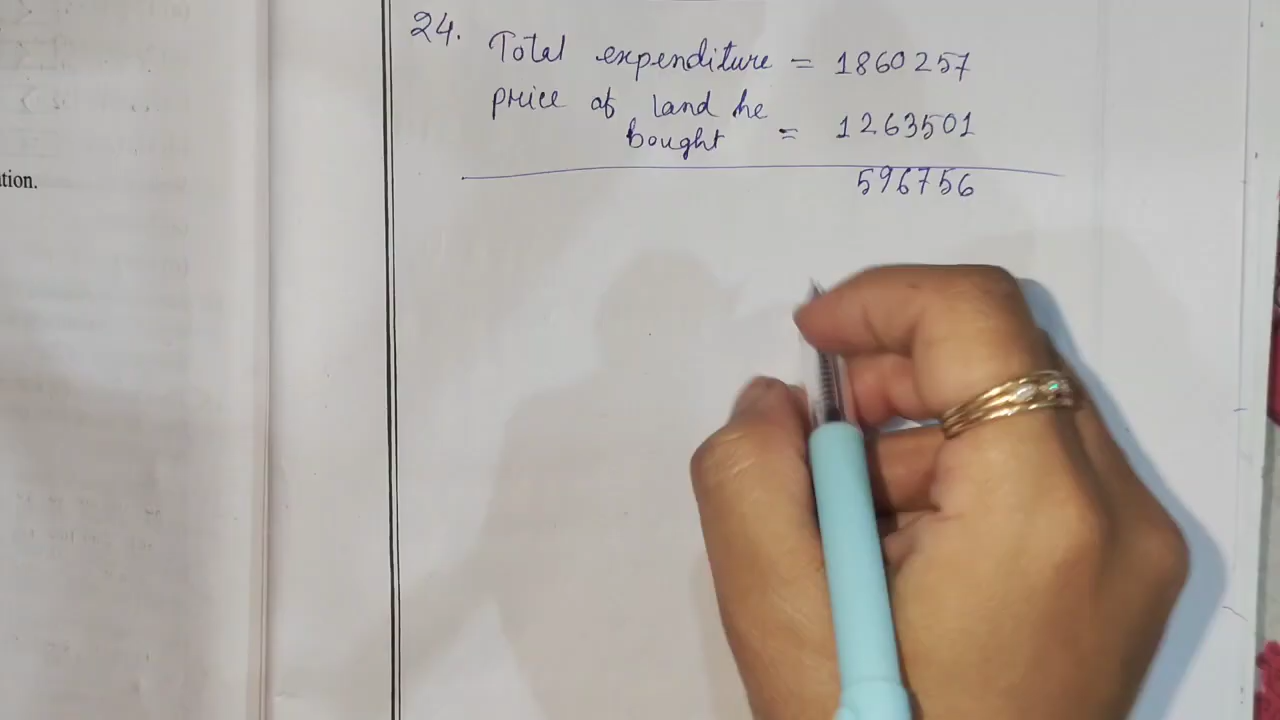 24.
Total expenditure = 1860257
price of land he
bought = 1263501
596756
tion.